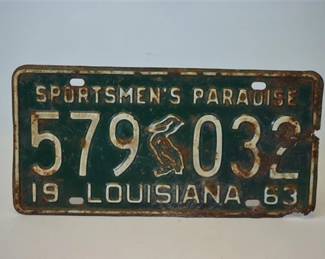 SPORTSMEN'S PARADISE
579 032
19 LOUISIANA 63